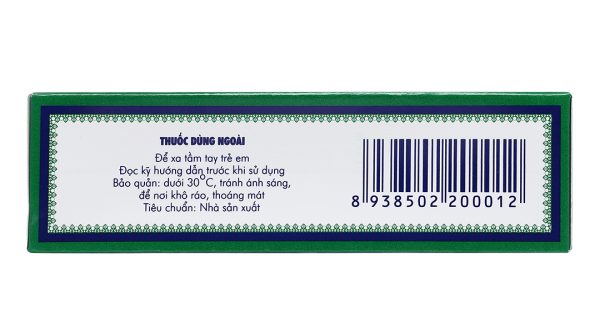 THUỐC DÙNG NGOÀI
Để xa tầm tay trẻ em
Đọc kỹ hướng dẫn trước khi sử dụng
Bảo quản: dưới 30°C, tránh ánh sáng,
để nơi khô ráo, thoáng mát
Tiêu chuẩn: Nhà sản xuất
8 938502 200012